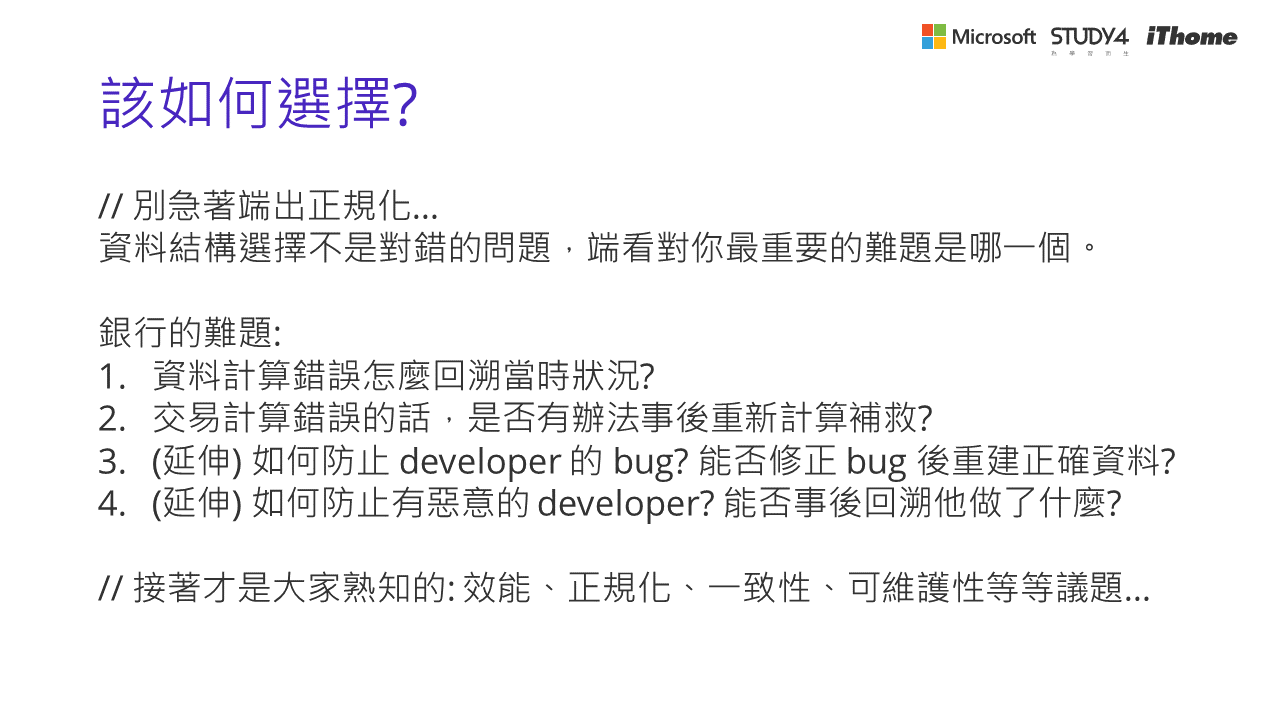 Microsoft STUDY4 iThome
為 學 習 而 生
該如何選擇?
// 別急著端出正規化...
資料結構選擇不是對錯的問題，端看對你最重要的難題是哪一個。
銀行的難題:
1. 資料計算錯誤怎麼回溯當時狀況?
2. 交易計算錯誤的話，是否有辦法事後重新計算補救?
3. (延伸) 如何防止 developer 的 bug? 能否修正 bug 後重建正確資料?
4. (延伸) 如何防止有惡意的 developer? 能否事後回溯他做了什麼?
// 接著才是大家熟知的: 效能、正規化、一致性、可維護性等等議題...